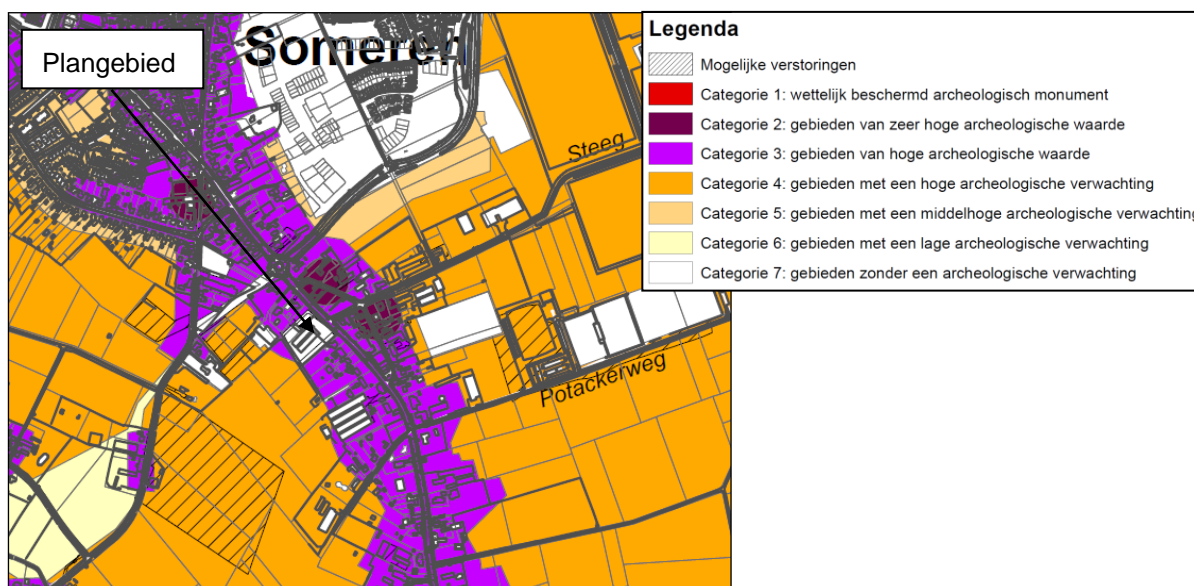 Someren
Plangebied
Steeg
Potackerweg
Legenda
Mogelijke verstoringen
Categorie 1: wettelijk beschermd archeologisch monument
Categorie 2: gebieden van zeer hoge archeologische waarde
Categorie 3: gebieden van hoge archeologische waarde
Categorie 4: gebieden met een hoge archeologische verwachting
Categorie 5: gebieden met een middelhoge archeologische verwachting
Categorie 6: gebieden met een lage archeologische verwachting
Categorie 7: gebieden zonder een archeologische verwachting